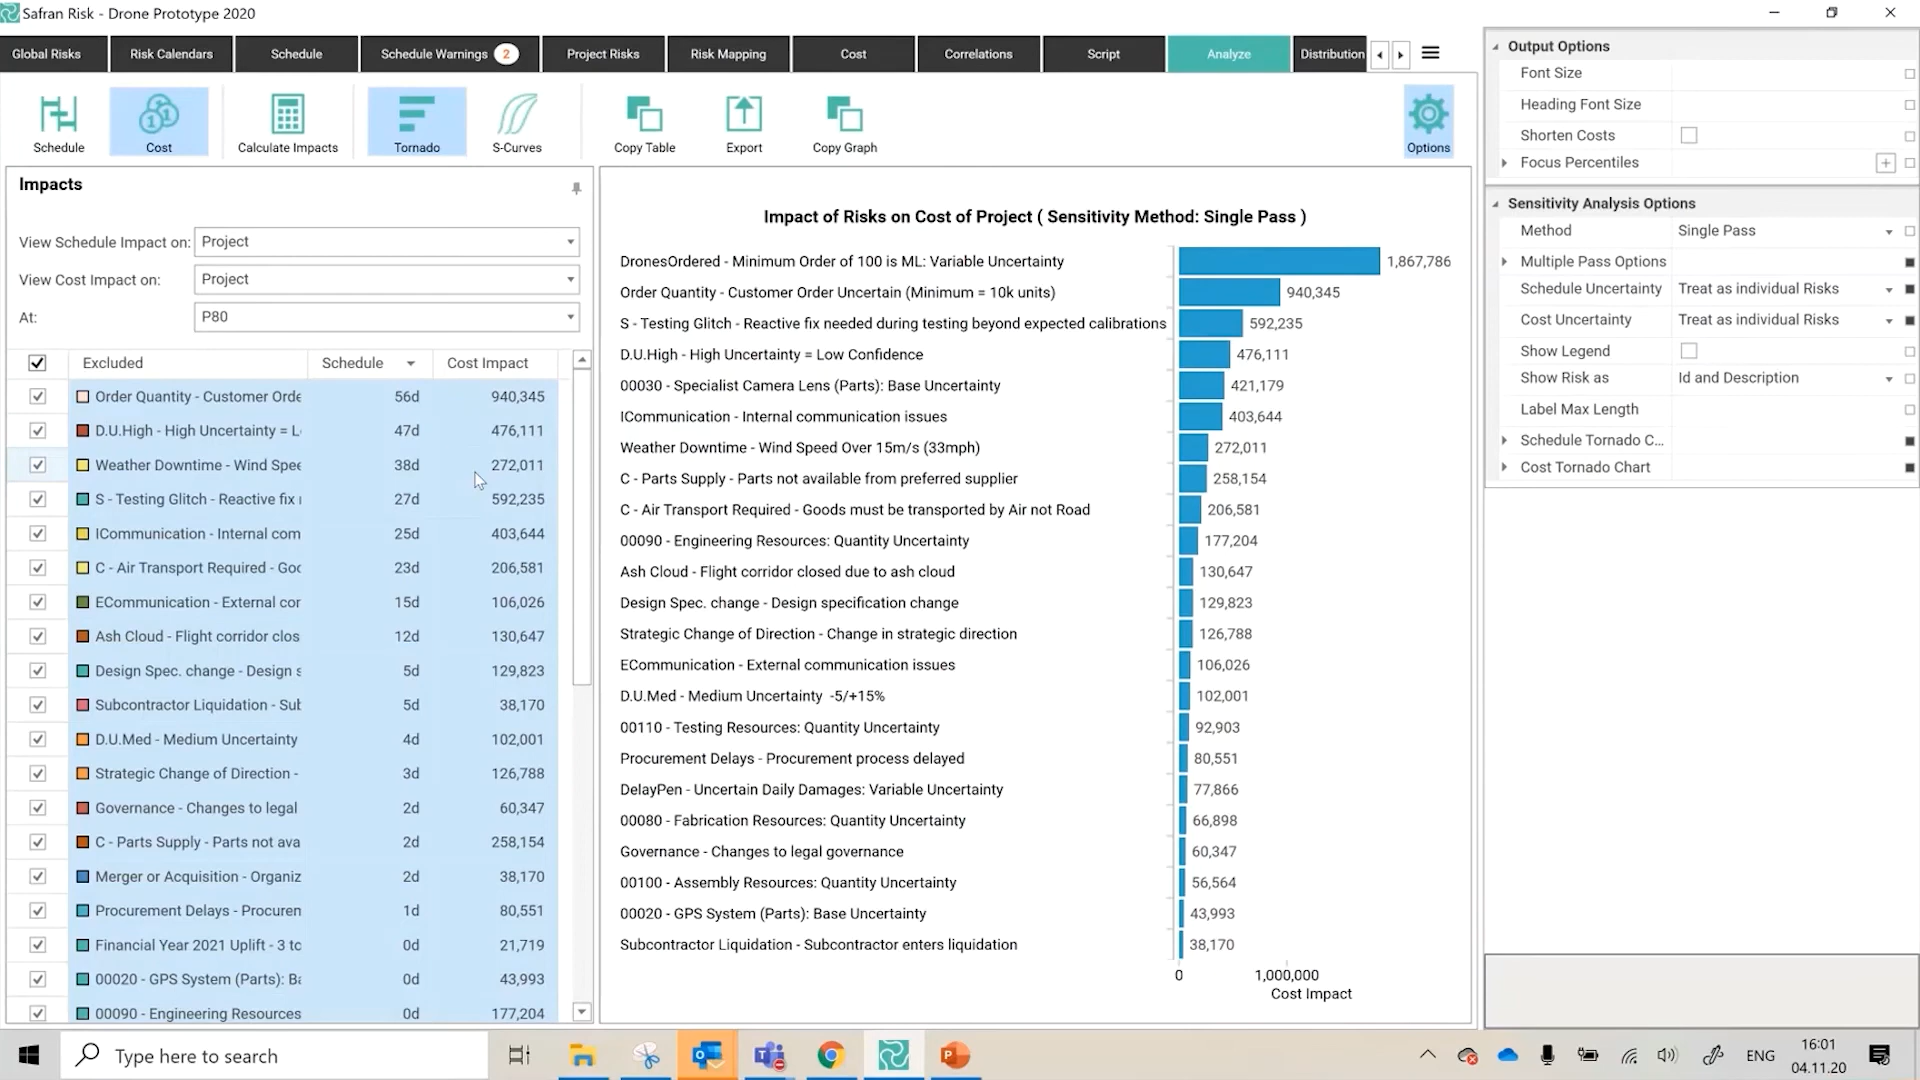 Safran Risk - Drone Prototype 2020
Global Risks
Risk Calendars
Schedule
Schedule Warnings 2
Project Risks
Risk Mapping
Cost
Correlations
Script
Analyze
Distribution
Schedule
Cost
Calculate Impacts
Tornado
S-Curves
Copy Table
Export
Copy Graph
Options
Impacts
View Schedule Impact on: Project
View Cost Impact on: Project
At: P80
Excluded Schedule Cost Impact
Order Quantity - Customer Orde 56d 940,345
D.U.High - High Uncertainty = L 47d 476,111
Weather Downtime - Wind Spee 38d 272,011
S - Testing Glitch - Reactive fix 27d 592,235
ICommunication - Internal com 25d 403,644
C - Air Transport Required - Goo 23d 206,581
ECommunication - External cor 15d 106,026
Ash Cloud - Flight corridor clos 12d 130,647
Design Spec. change - Design s 5d 129,823
Subcontractor Liquidation - Sub 5d 38,170
D.U.Med - Medium Uncertainty 4d 102,001
Strategic Change of Direction - 3d 126,788
Governance - Changes to legal 2d 60,347
C - Parts Supply - Parts not ava 2d 258,154
Merger or Acquisition - Organiz 2d 38,170
Procurement Delays - Procuren 1d 80,551
Financial Year 2021 Uplift - 3 to 0d 21,719
00020 - GPS System (Parts): Ba 0d 43,993
00090 - Engineering Resources 0d 177,204
Impact of Risks on Cost of Project ( Sensitivity Method: Single Pass )
DronesOrdered - Minimum Order of 100 is ML: Variable Uncertainty 1,867,786
Order Quantity - Customer Order Uncertain (Minimum = 10k units) 940,345
S - Testing Glitch - Reactive fix needed during testing beyond expected calibrations 592,235
D.U.High - High Uncertainty = Low Confidence 476,111
00030 - Specialist Camera Lens (Parts): Base Uncertainty 421,179
ICommunication - Internal communication issues 403,644
Weather Downtime - Wind Speed Over 15m/s (33mph) 272,011
C - Parts Supply - Parts not available from preferred supplier 258,154
C - Air Transport Required - Goods must be transported by Air not Road 206,581
00090 - Engineering Resources: Quantity Uncertainty 177,204
Ash Cloud - Flight corridor closed due to ash cloud 130,647
Design Spec. change - Design specification change 129,823
Strategic Change of Direction - Change in strategic direction 126,788
ECommunication - External communication issues 106,026
D.U.Med - Medium Uncertainty -5/+15% 102,001
00110 - Testing Resources: Quantity Uncertainty 92,903
Procurement Delays - Procurement process delayed 80,551
DelayPen - Uncertain Daily Damages: Variable Uncertainty 77,866
00080 - Fabrication Resources: Quantity Uncertainty 66,898
Governance - Changes to legal governance 60,347
00100 - Assembly Resources: Quantity Uncertainty 56,564
00020 - GPS System (Parts): Base Uncertainty 43,993
Subcontractor Liquidation - Subcontractor enters liquidation 38,170
0 1,000,000
Cost Impact
Output Options
Font Size
Heading Font Size
Shorten Costs
Focus Percentiles
Sensitivity Analysis Options
Method Single Pass
Multiple Pass Options
Schedule Uncertainty Treat as individual Risks
Cost Uncertainty Treat as individual Risks
Show Legend
Show Risk as Id and Description
Label Max Length
Schedule Tornado C...
Cost Tornado Chart
Type here to search
ENG
16:01
04.11.20